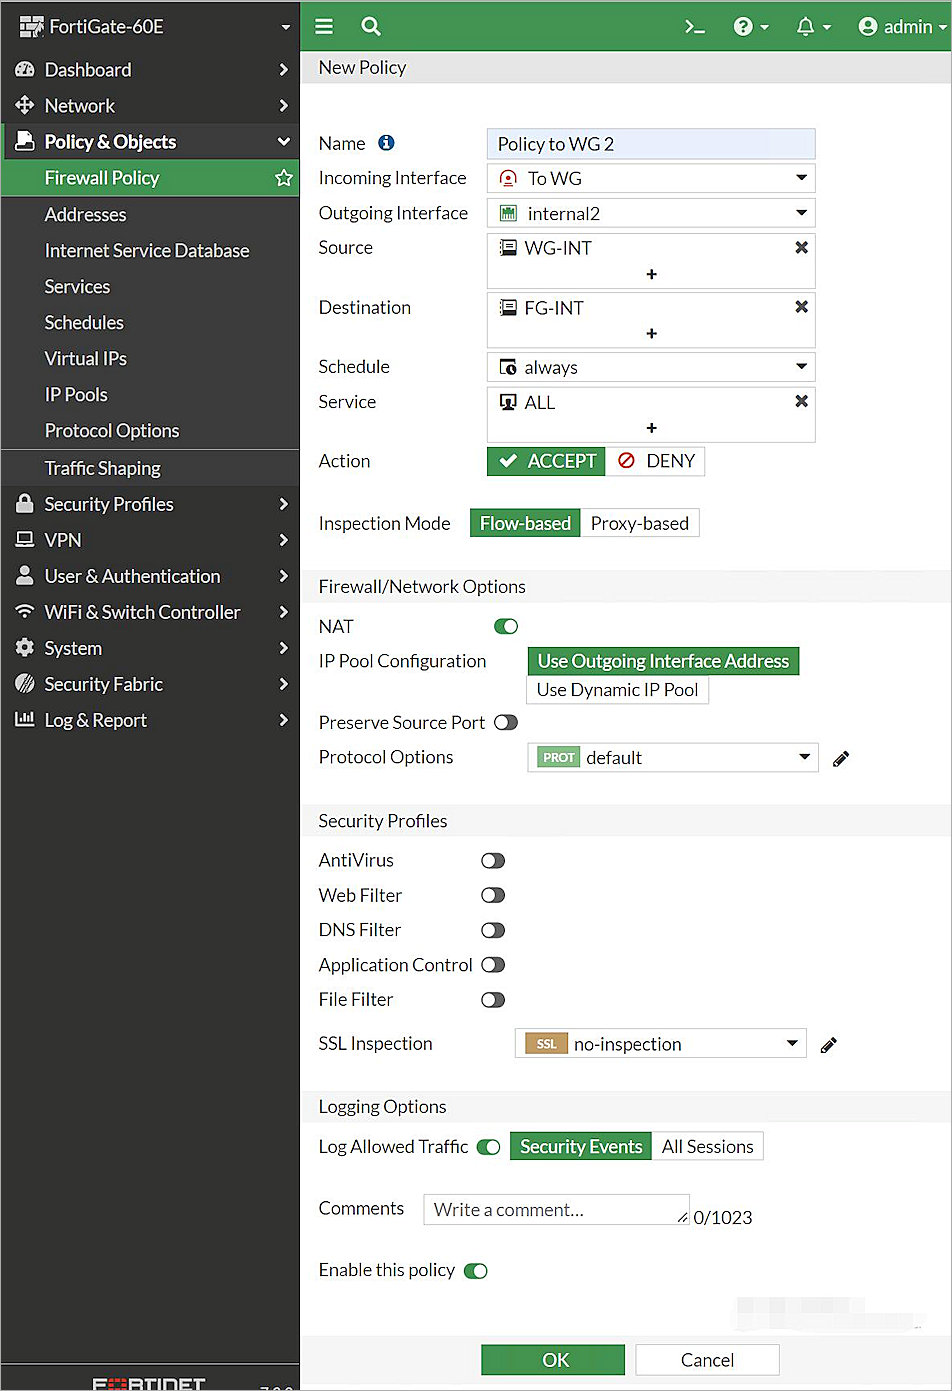 FortiGate-60E
admin
Dashboard
Network
Policy & Objects
Firewall Policy
Addresses
Internet Service Database
Services
Schedules
Virtual IPs
IP Pools
Protocol Options
Traffic Shaping
Security Profiles
VPN
User & Authentication
WiFi & Switch Controller
System
Security Fabric
Log & Report
FORTINET
New Policy
Name Policy to WG 2
Incoming Interface To WG
Outgoing Interface internal2
Source WG-INT
+
Destination FG-INT
+
Schedule always
Service ALL
+
Action ACCEPT DENY
Inspection Mode Flow-based Proxy-based
Firewall/Network Options
NAT
IP Pool Configuration Use Outgoing Interface Address
Use Dynamic IP Pool
Preserve Source Port
Protocol Options PROT default
Security Profiles
AntiVirus
Web Filter
DNS Filter
Application Control
File Filter
SSL Inspection SSL no-inspection
Logging Options
Log Allowed Traffic Security Events All Sessions
Comments Write a comment... 0/1023
Enable this policy
OK Cancel